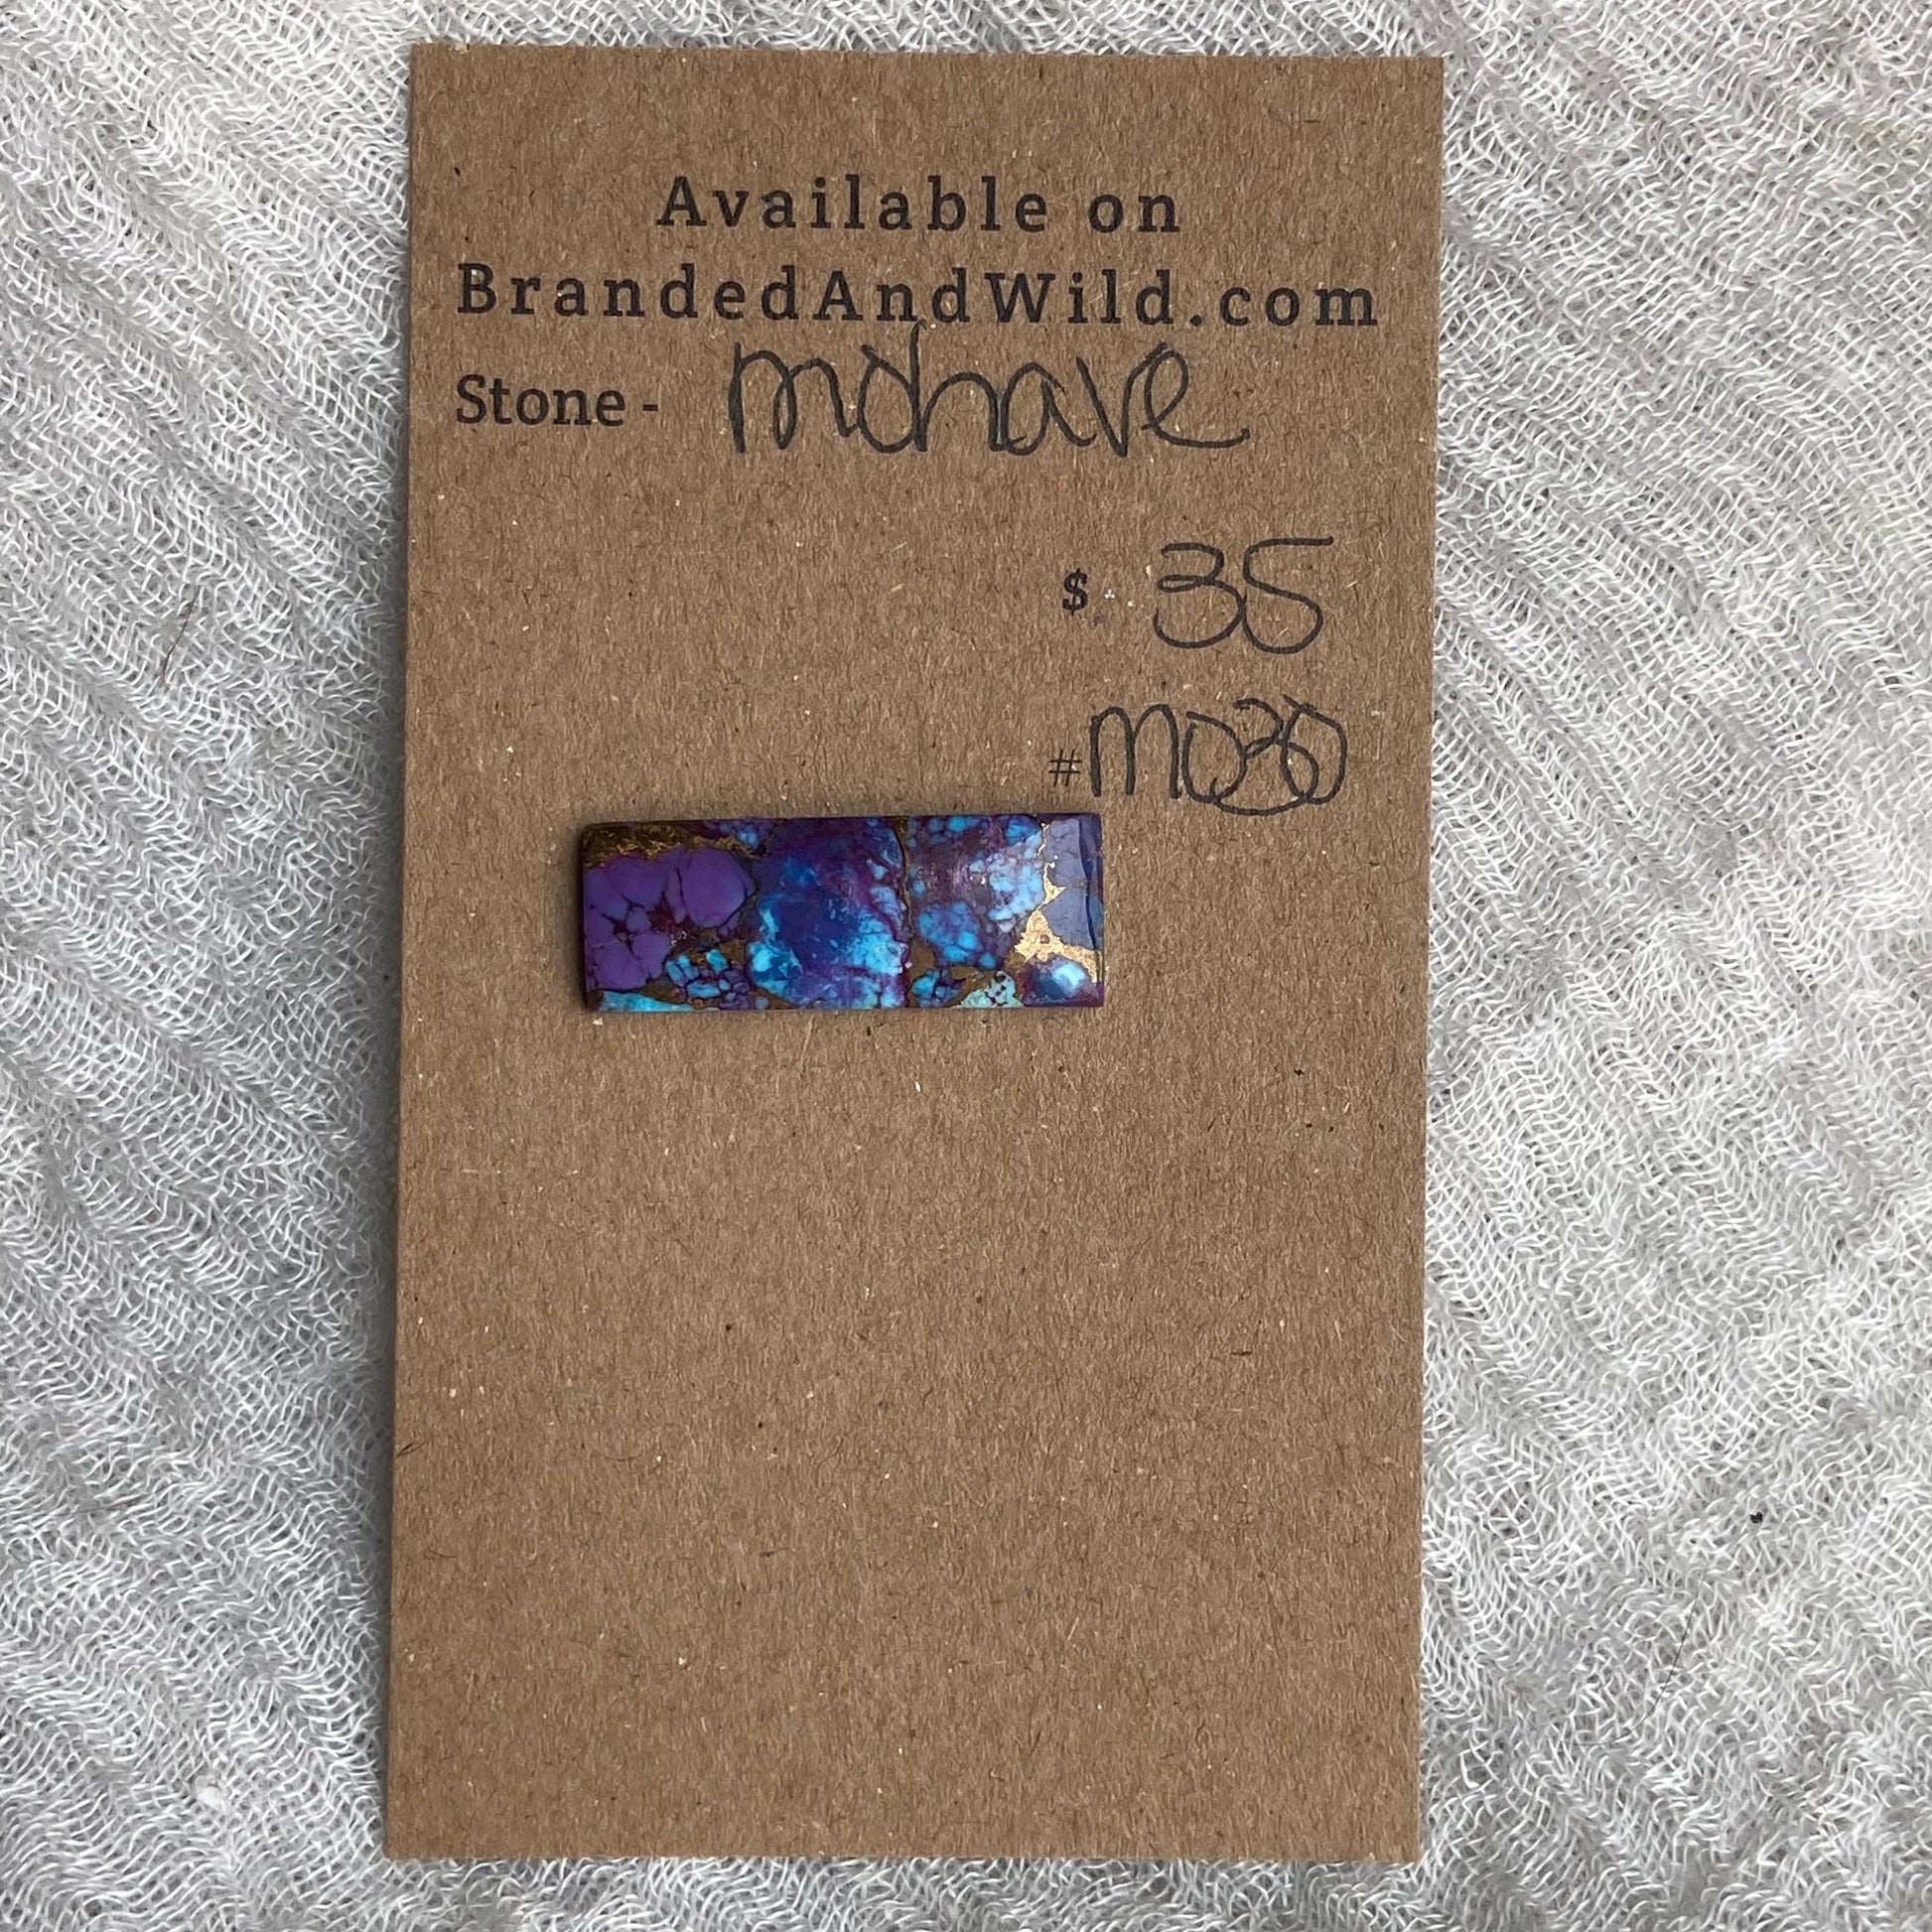 Available on
BrandedAndWild.com
Stone - mohave
$ 35
#MO30